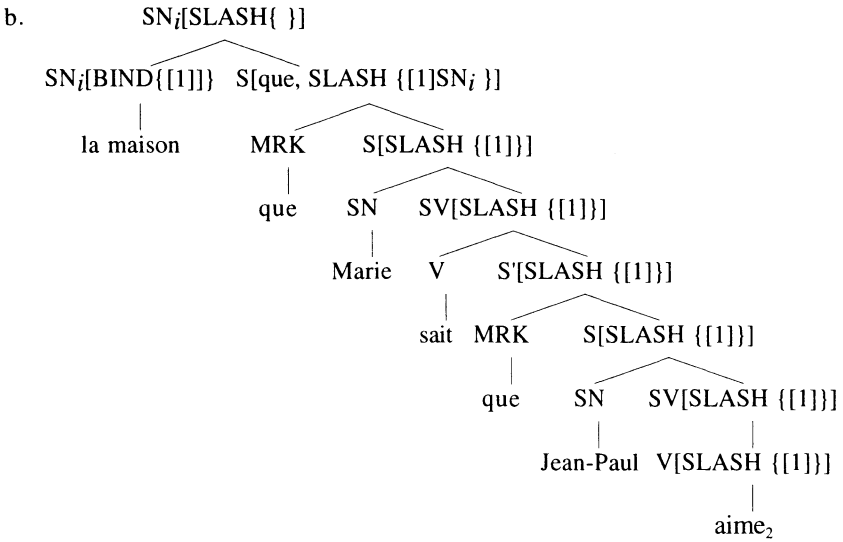 b. SNi[SLASH{ }]
SNi[BIND{[1]]} S[que, SLASH {[1]SNi }]
la maison MRK S[SLASH {[1]}]
que SN SV[SLASH {[1]}]
Marie V S'[SLASH {[1]}]
sait MRK S[SLASH {[1]}]
que SN SV[SLASH {[1]}]
Jean-Paul V[SLASH {[1]}]
aime₂